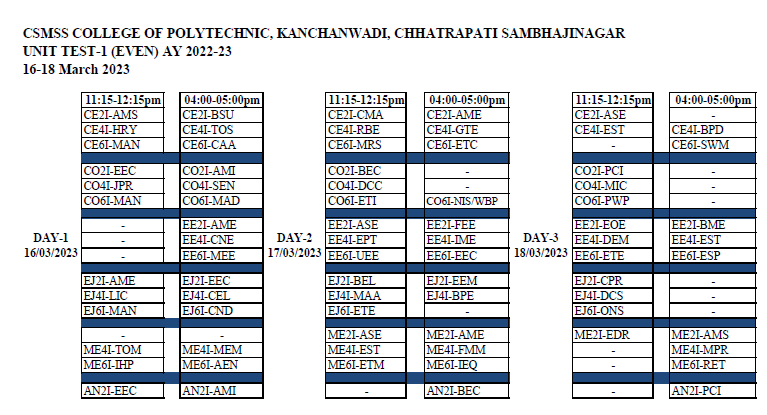 CSMSS COLLEGE OF POLYTECHNIC, KANCHANWADI, CHHATRAPATI SAMBHAJINAGAR
UNIT TEST-1 (EVEN) AY 2022-23
16-18 March 2023
11:15-12:15pm 04:00-05:00pm 11:15-12:15pm 04:00-05:00pm 11:15-12:15pm 04:00-05:00pm
CE2I-AMS CE2I-BSU CE2I-CMA CE2I-AME CE2I-ASE -
CE4I-HRY CE4I-TOS CE4I-RBE CE4I-GTE CE4I-EST CE4I-BPD
CE6I-MAN CE6I-CAA CE6I-MRS CE6I-ETC - CE6I-SWM
CO2I-EEC CO2I-AMI CO2I-BEC - CO2I-PCI -
CO4I-JPR CO4I-SEN CO4I-DCC - CO4I-MIC -
CO6I-MAN CO6I-MAD CO6I-ETI CO6I-NIS/WBP CO6I-PWP -
- EE2I-AME EE2I-ASE EE2I-FEE EE2I-EOE EE2I-BME
DAY-1 - EE4I-CNE DAY-2 EE4I-EPT EE4I-IME DAY-3 EE4I-DEM EE4I-EST
16/03/2023 - EE6I-MEE 17/03/2023 EE6I-UEE EE6I-EEC 18/03/2023 EE6I-ETE EE6I-ESP
EJ2I-AME EJ2I-EEC EJ2I-BEL EJ2I-EEM EJ2I-CPR -
EJ4I-LIC EJ4I-CEL EJ4I-MAA EJ4I-BPE EJ4I-DCS -
EJ6I-MAN EJ6I-CND EJ6I-ETE - EJ6I-ONS -
- - ME2I-ASE ME2I-AME ME2I-EDR ME2I-AMS
ME4I-TOM ME4I-MEM ME4I-EST ME4I-FMM - ME4I-MPR
ME6I-IHP ME6I-AEN ME6I-ETM ME6I-IEQ - ME6I-RET
AN2I-EEC AN2I-AMI - AN2I-BEC - AN2I-PCI